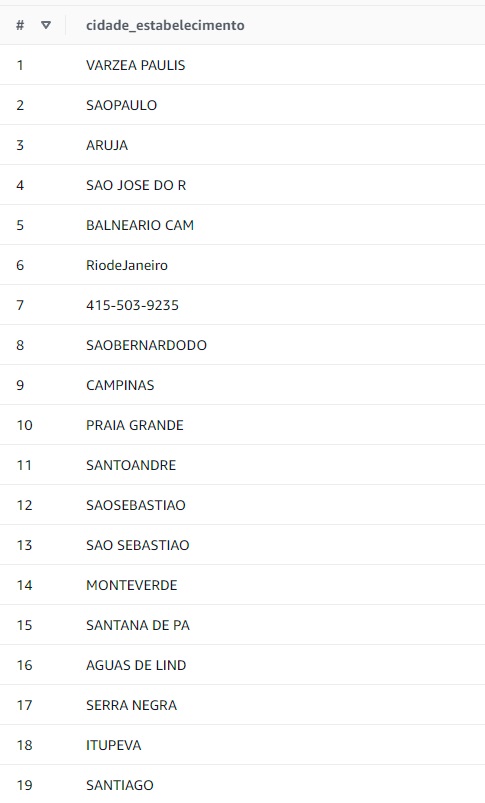 # cidade_estabelecimento
1 VARZEA PAULIS
2 SAOPAULO
3 ARUJA
4 SAO JOSE DO R
5 BALNEARIO CAM
6 RiodeJaneiro
7 415-503-9235
8 SAOBERNARDODO
9 CAMPINAS
10 PRAIA GRANDE
11 SANTOANDRE
12 SAOSEBASTIAO
13 SAO SEBASTIAO
14 MONTEVERDE
15 SANTANA DE PA
16 AGUAS DE LIND
17 SERRA NEGRA
18 ITUPEVA
19 SANTIAGO